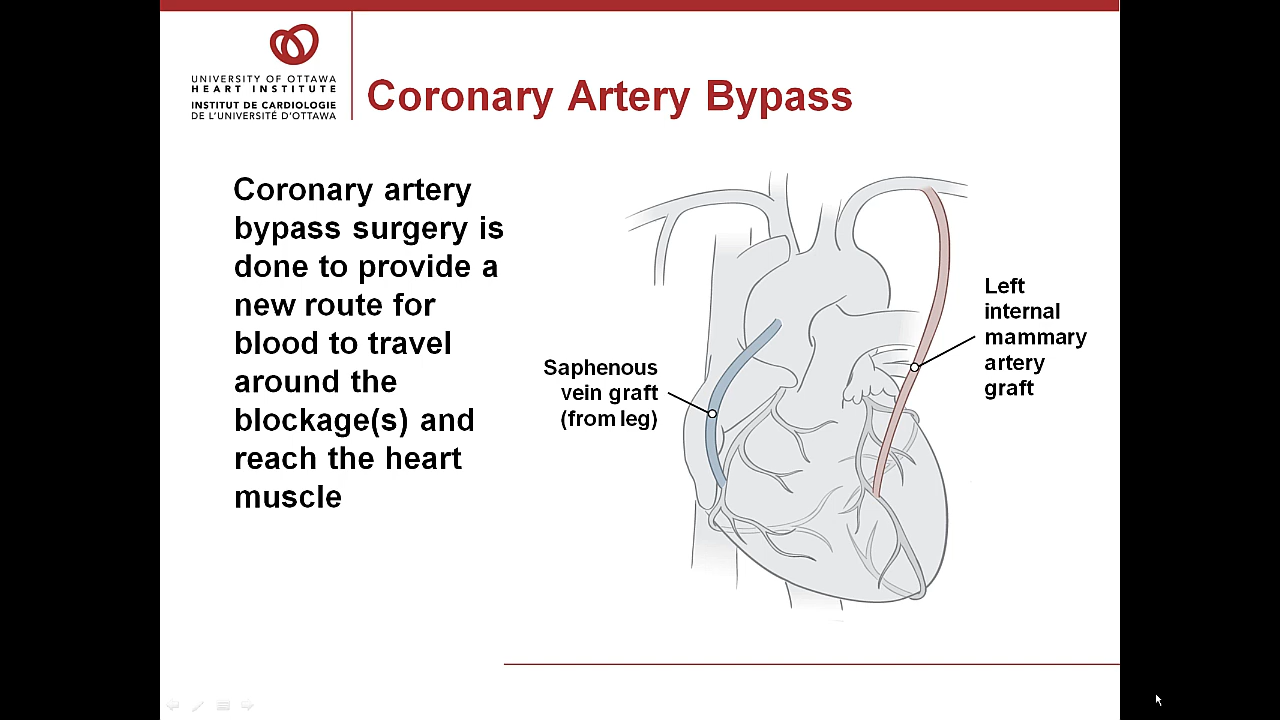 UNIVERSITY OF OTTAWA
HEART INSTITUTE
INSTITUT DE CARDIOLOGIE
DE L'UNIVERSITÉ D'OTTAWA
Coronary Artery Bypass
Coronary artery
bypass surgery is
done to provide a
new route for
blood to travel
around the
blockage(s) and
reach the heart
muscle
Saphenous
vein graft
(from leg)
Left
internal
mammary
artery
graft